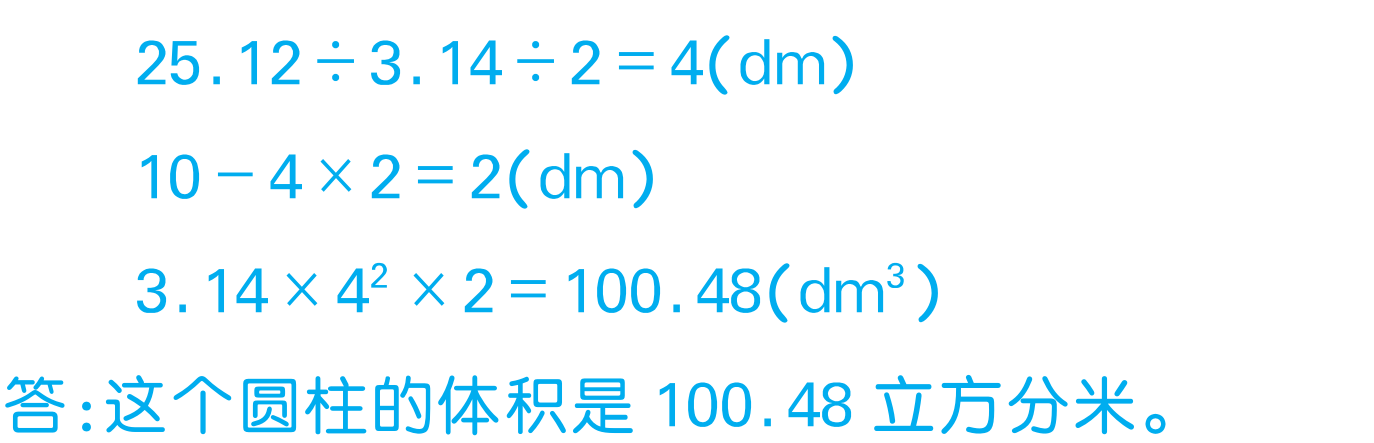 25.12÷3.14÷2=4(dm)
10-4×2=2(dm)
3.14×4²×2=100.48(dm³)
答:这个圆柱的体积是 100.48 立方分米。